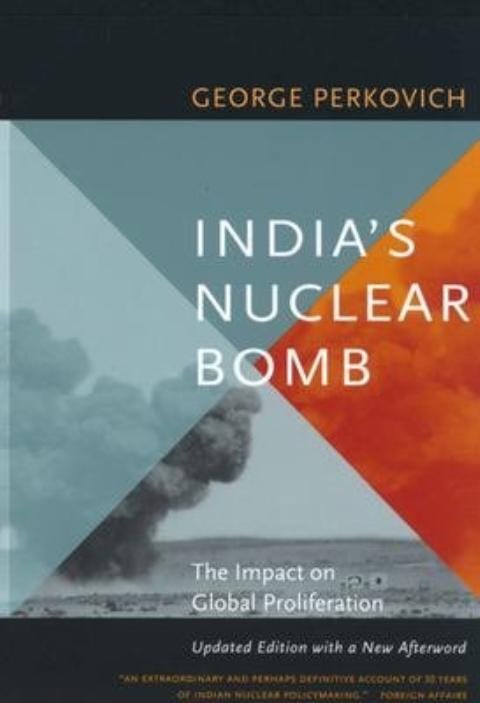 GEORGE PERKOVICH
INDIA'S
NUCLEAR
BOMB
The Impact on
Global Proliferation
Updated Edition with a New Afterword
"AN EXTRAORDINARY AND PERHAPS DEFINITIVE ACCOUNT OF 50 YEARS
OF INDIAN NUCLEAR POLICYMAKING." FOREIGN AFFAIRS